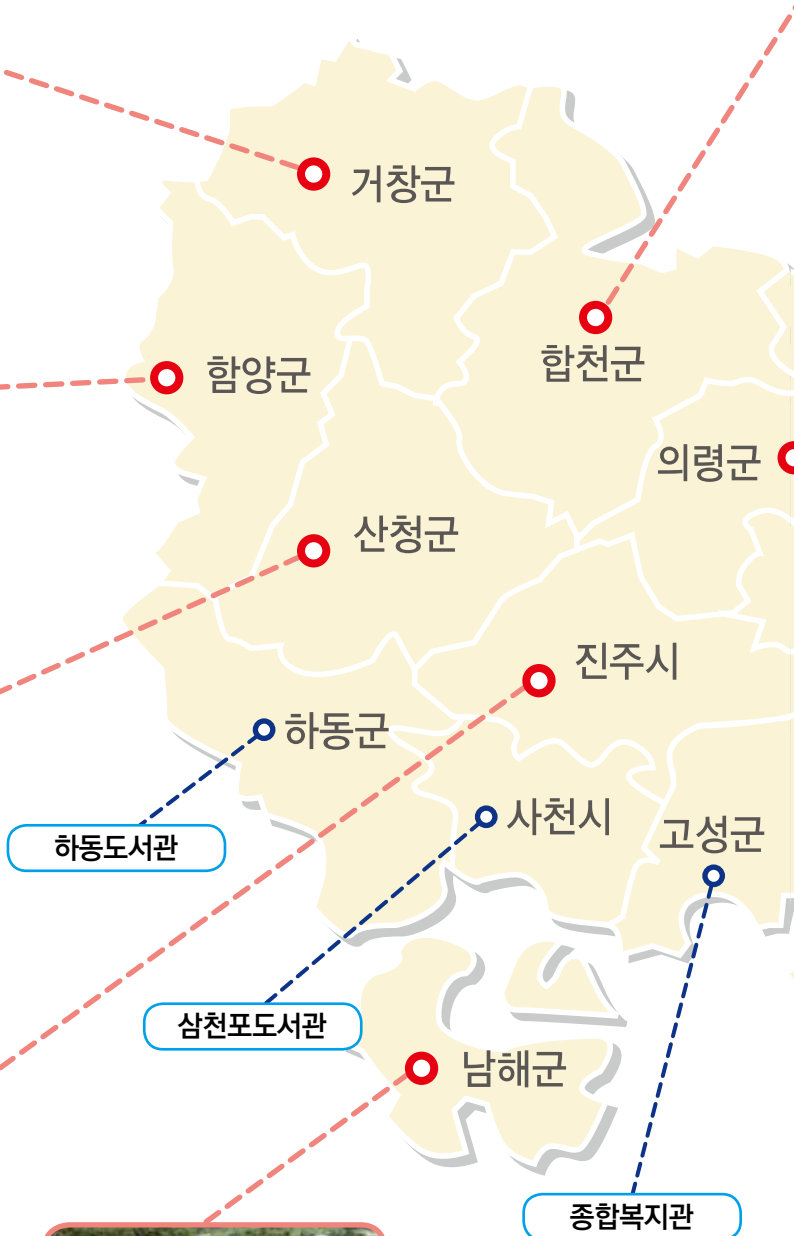 거창군
합천군
함양군
의령군
산청군
진주시
하동군
사천시
고성군
하동도서관
삼천포도서관
남해군
종합복지관